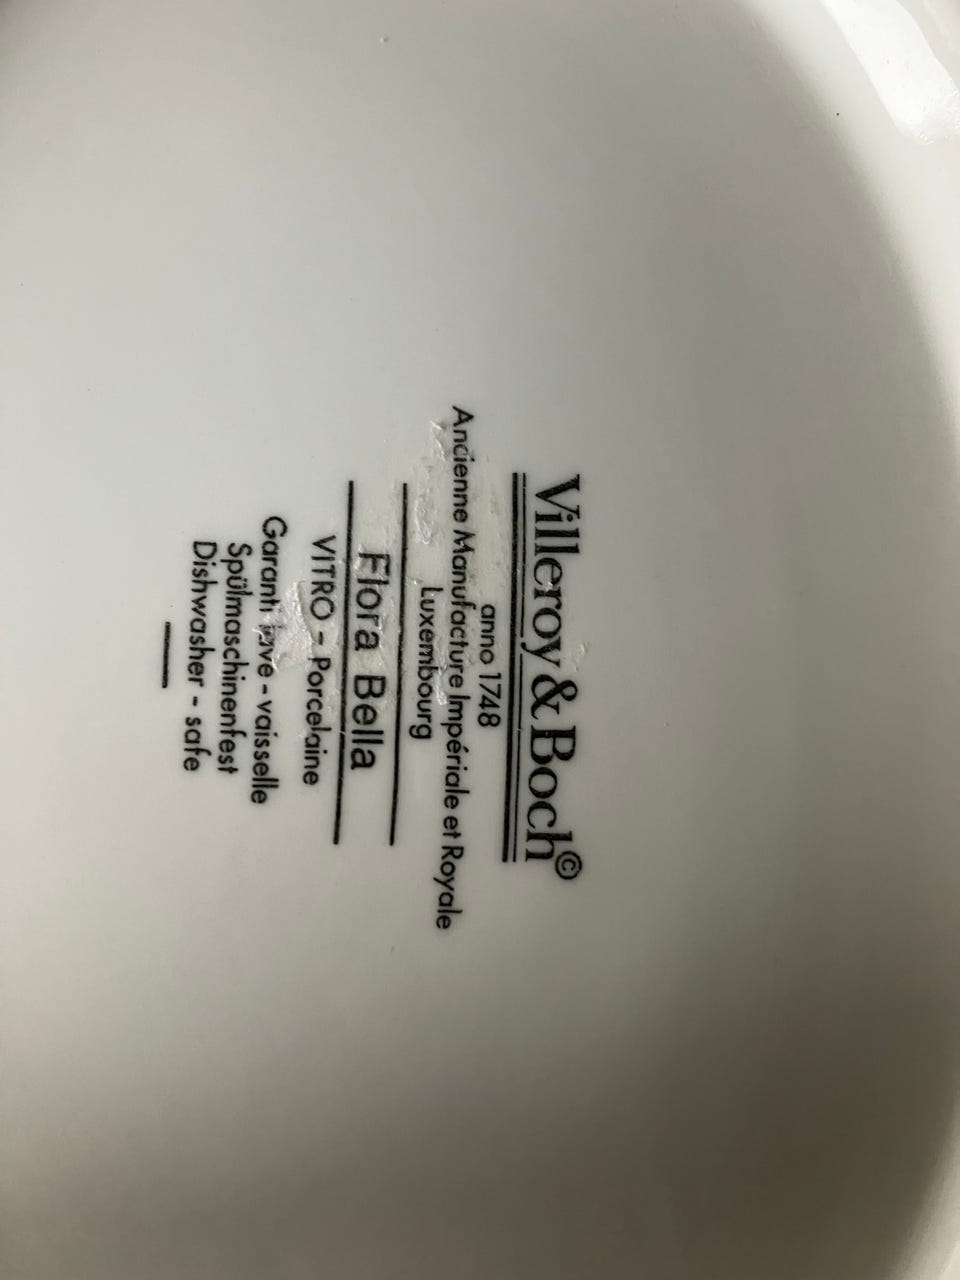 Villeroy & Boch©
anno 1748
Ancienne Manufacture Impériale et Royale
Luxembourg
Flora Bella
VITRO - Porcelaine
Garanti lave-vaisselle
Spülmaschinenfest
Dishwasher-safe